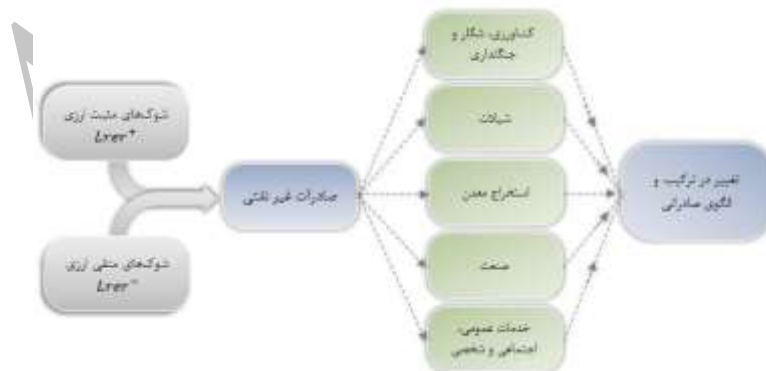 شوک‌های مثبت ارزی
Lrer⁺
شوک‌های منفی ارزی
Lrer⁻
صادرات غیر نفتی
کشاورزی، شکار و
جنگلداری
شیلات
استخراج معدن
صنعت
خدمات عمومی،
اجتماعی و شخصی
تغییر در ترکیب و
الگوی صادراتی